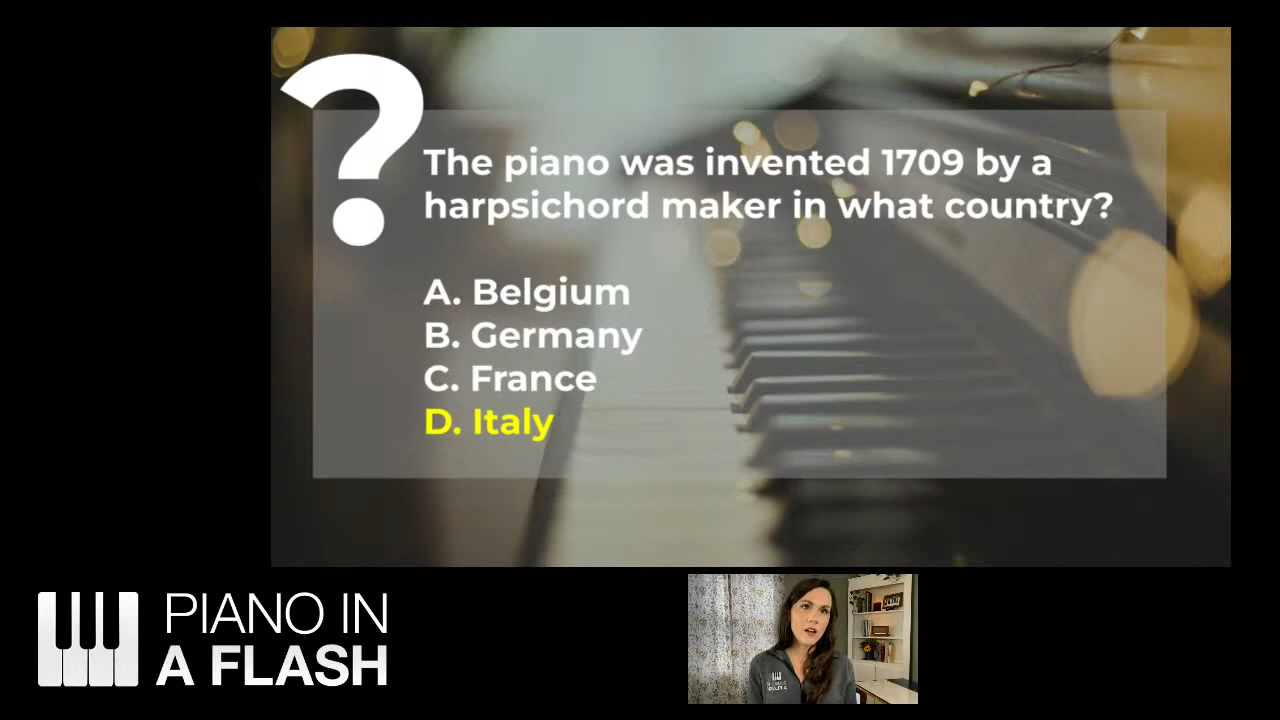 ?
The piano was invented 1709 by a
harpsichord maker in what country?
A. Belgium
B. Germany
C. France
D. Italy
PIANO IN
A FLASH